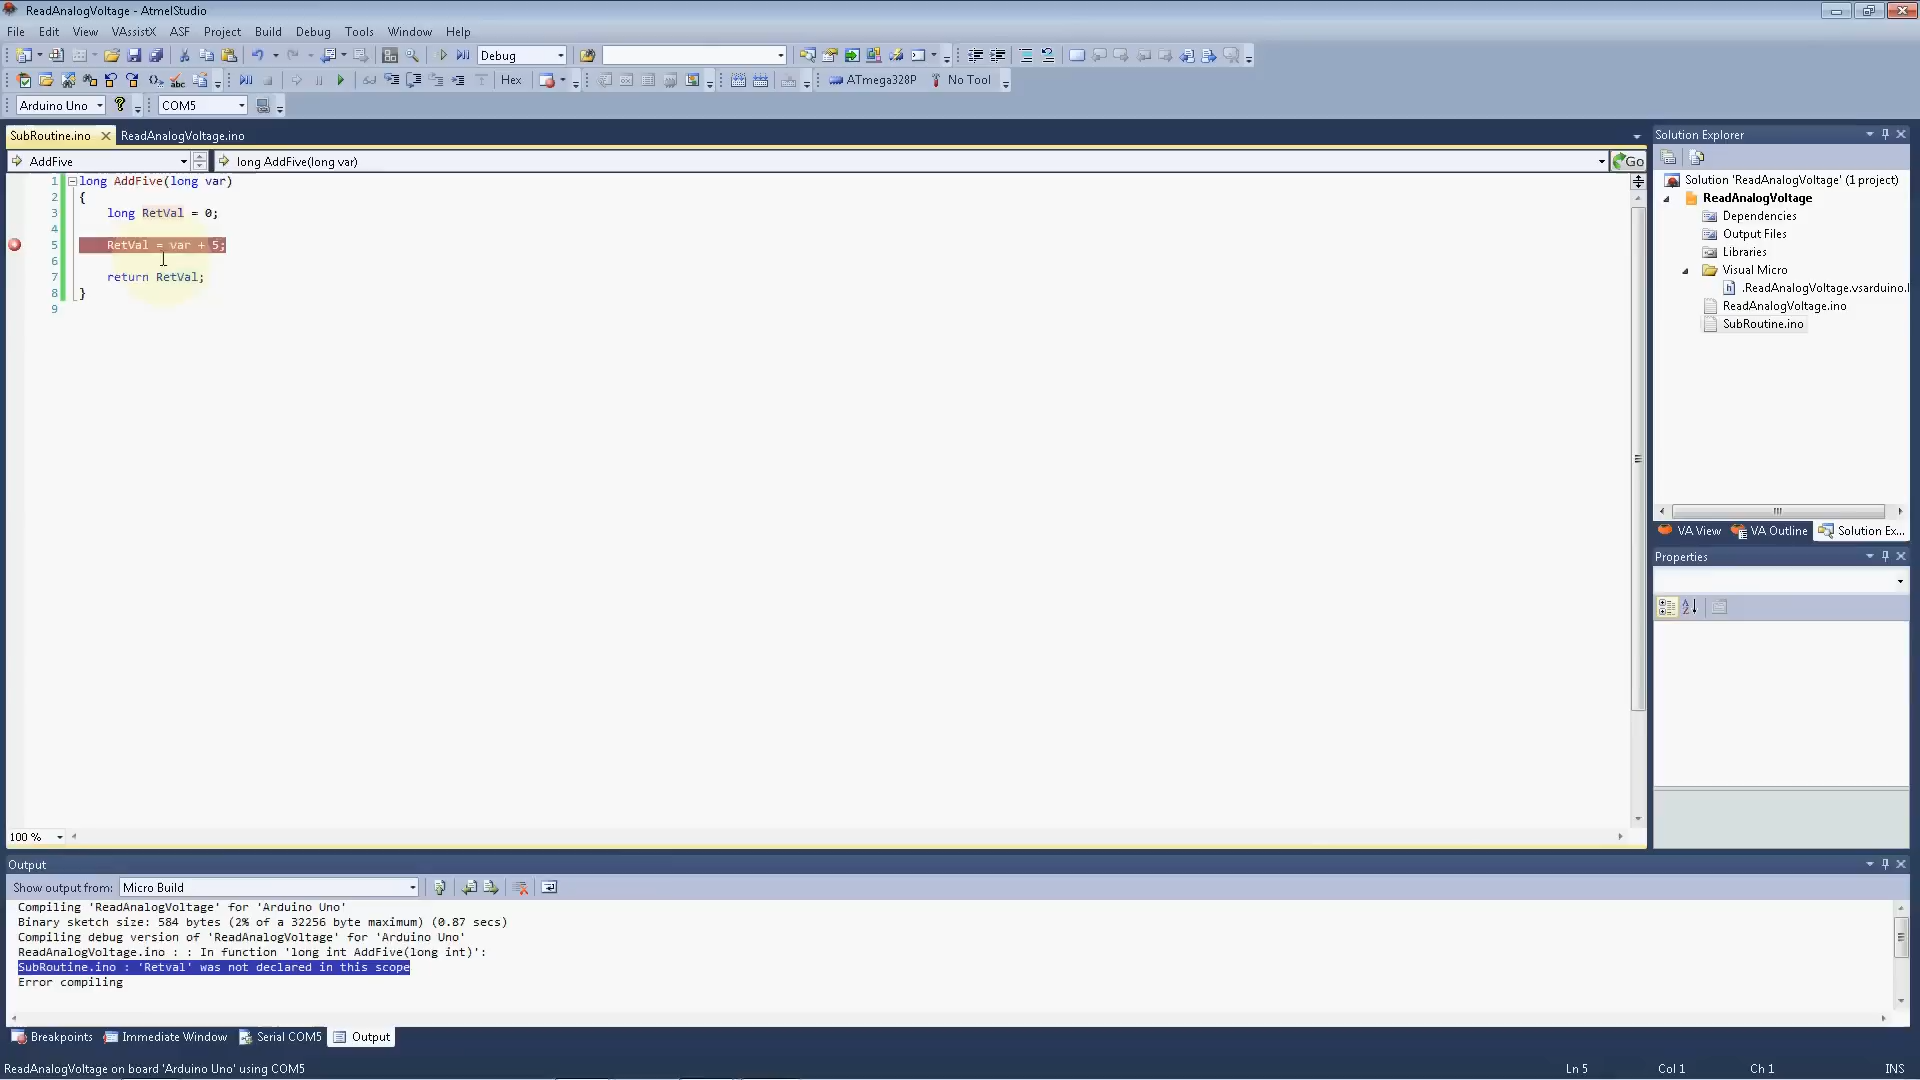 ReadAnalogVoltage - AtmelStudio
File Edit View VAssistX ASF Project Build Debug Tools Window Help
Debug
Hex ATmega328P No Tool
Arduino Uno COM5
SubRoutine.ino ReadAnalogVoltage.ino
AddFive long AddFive(long var) Go
1 long AddFive(long var)
2 {
3 long RetVal = 0;
4
5 RetVal = var + 5;
6
7 return RetVal;
8 }
9
100 %
Solution Explorer
Solution 'ReadAnalogVoltage' (1 project)
ReadAnalogVoltage
Dependencies
Output Files
Libraries
Visual Micro
.ReadAnalogVoltage.vsarduino.
ReadAnalogVoltage.ino
SubRoutine.ino
VA View VA Outline Solution Ex...
Properties
Output
Show output from: Micro Build
Compiling 'ReadAnalogVoltage' for 'Arduino Uno'
Binary sketch size: 584 bytes (2% of a 32256 byte maximum) (0.87 secs)
Compiling debug version of 'ReadAnalogVoltage' for 'Arduino Uno'
ReadAnalogVoltage.ino : : In function 'long int AddFive(long int)':
SubRoutine.ino : 'Retval' was not declared in this scope
Error compiling
Breakpoints Immediate Window Serial COM5 Output
ReadAnalogVoltage on board 'Arduino Uno' using COM5 Ln 5 Col 1 Ch 1 INS